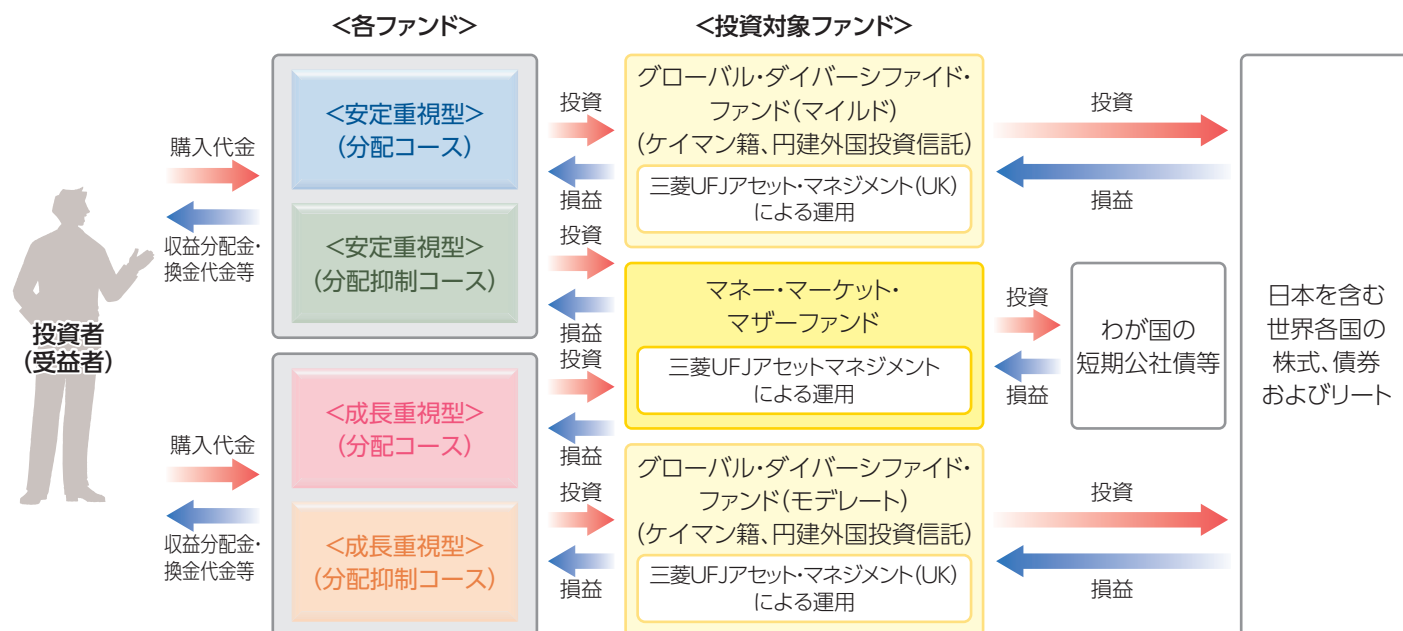 <各ファンド>
<投資対象ファンド>
購入代金
収益分配金・
換金代金等
投資者
(受益者)
購入代金
収益分配金・
換金代金等
<安定重視型>
(分配コース)
<安定重視型>
(分配抑制コース)
<成長重視型>
(分配コース)
<成長重視型>
(分配抑制コース)
投資
損益
投資
損益
投資
損益
投資
損益
グローバル・ダイバーシファイド・
ファンド(マイルド)
(ケイマン籍、円建外国投資信託)
三菱UFJアセット・マネジメント(UK)
による運用
マネー・マーケット・
マザーファンド
三菱UFJアセットマネジメント
による運用
グローバル・ダイバーシファイド・
ファンド(モデレート)
(ケイマン籍、円建外国投資信託)
三菱UFJアセット・マネジメント(UK)
による運用
投資
損益
投資
損益
わが国の
短期公社債等
投資
損益
日本を含む
世界各国の
株式、債券
およびリート